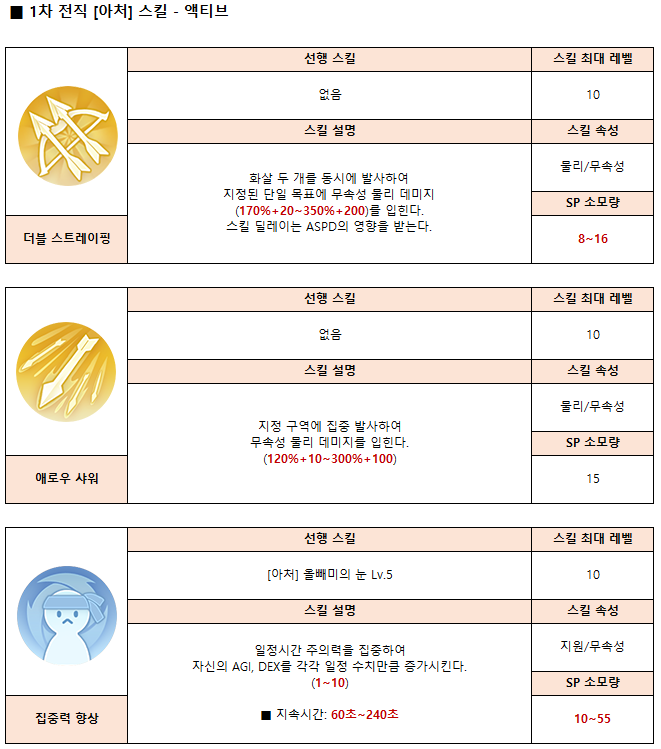 ■ 1차 전직 [아처] 스킬 - 액티브
선행 스킬
스킬 최대 레벨
없음
10
스킬 설명
스킬 속성
화살 두 개를 동시에 발사하여
지정된 단일 목표에 무속성 물리 데미지
(170%+20~350%+200)를 입힌다.
스킬 딜레이는 ASPD의 영향을 받는다.
물리/무속성
SP 소모량
더블 스트레이핑
8~16
선행 스킬
스킬 최대 레벨
없음
10
스킬 설명
스킬 속성
지정 구역에 집중 발사하여
무속성 물리 데미지를 입힌다.
(120%+10~300%+100)
물리/무속성
SP 소모량
애로우 샤워
15
선행 스킬
스킬 최대 레벨
[아처] 올빼미의 눈 Lv.5
10
스킬 설명
스킬 속성
일정시간 주의력을 집중하여
자신의 AGI, DEX를 각각 일정 수치만큼 증가시킨다.
(1~10)
■ 지속시간: 60초~240초
지원/무속성
SP 소모량
집중력 향상
10~55